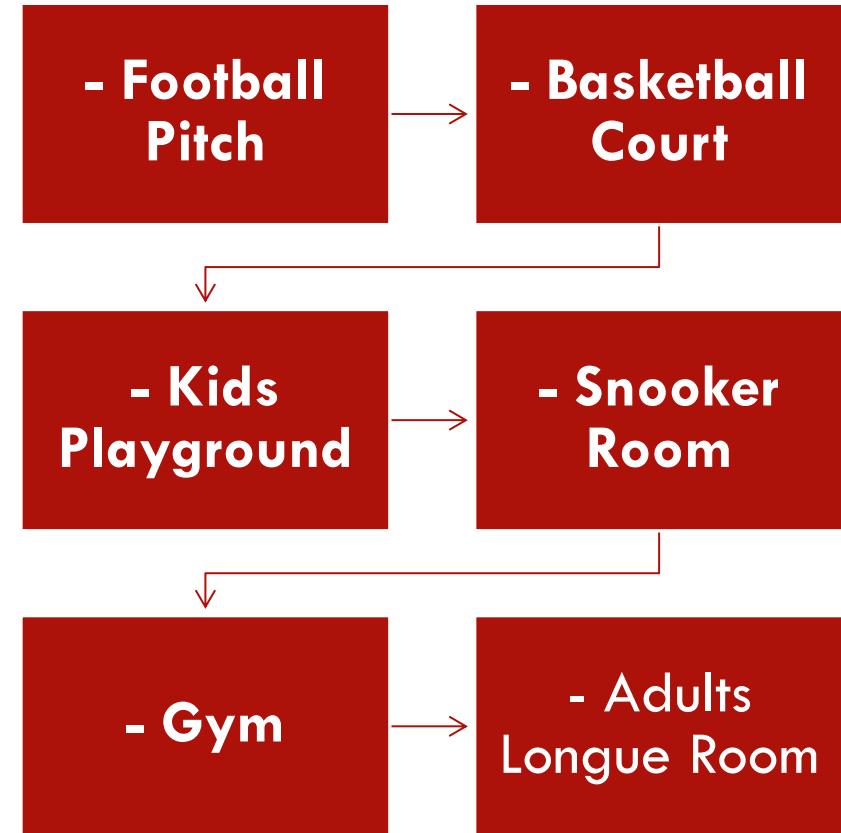 - Football
Pitch
- Basketball
Court
- Kids
Playground
- Snooker
Room
- Gym
- Adults
Longue Room